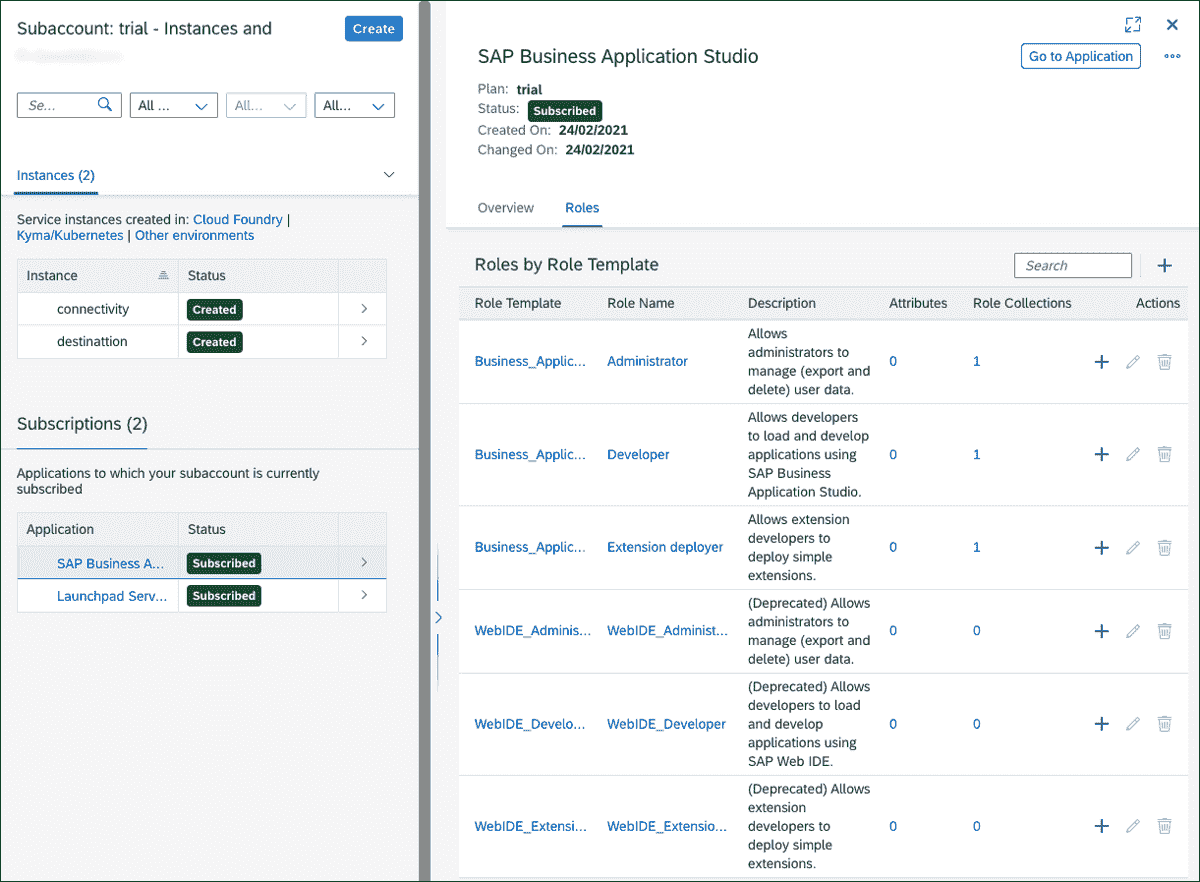 Subaccount: trial - Instances and
Create
Se...
All ...
All...
All...
Instances (2)
Service instances created in: Cloud Foundry |
Kyma/Kubernetes | Other environments
Instance Status
connectivity Created
destinattion Created
Subscriptions (2)
Applications to which your subaccount is currently
subscribed
Application Status
SAP Business A... Subscribed
Launchpad Serv... Subscribed
SAP Business Application Studio
Go to Application
Plan: trial
Status: Subscribed
Created On: 24/02/2021
Changed On: 24/02/2021
Overview Roles
Roles by Role Template
Search
Role Template Role Name Description Attributes Role Collections Actions
Allows
administrators to
Business_Applic... Administrator manage (export and 0 1
delete) user data.
Allows developers
to load and develop
Business_Applic... Developer applications using 0 1
SAP Business
Application Studio.
Allows extension
developers to
Business_Applic... Extension deployer deploy simple 0 1
extensions.
(Deprecated) Allows
administrators to
WebIDE_Adminis... WebIDE_Administ... manage (export and 0 0
delete) user data.
(Deprecated) Allows
developers to load
WebIDE_Develo... WebIDE_Developer and develop 0 0
applications using
SAP Web IDE.
(Deprecated) Allows
extension
WebIDE_Extensi... WebIDE_Extensio... developers to 0 0
deploy simple
extensions.